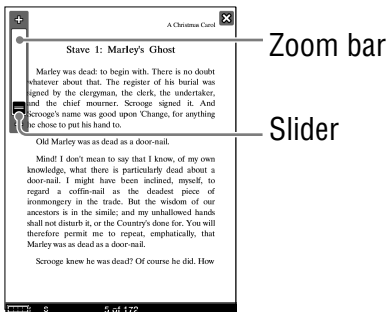 A Christmas Carol
Stave 1: Marley's Ghost
Marley was dead: to begin with. There is no doubt
whatever about that. The register of his burial was
signed by the clergyman, the clerk, the undertaker,
and the chief mourner. Scrooge signed it. And
Scrooge's name was good upon 'Change, for anything
he chose to put his hand to.
Old Marley was as dead as a door-nail.
Mind! I don't mean to say that I know, of my own
knowledge, what there is particularly dead about a
door-nail. I might have been inclined, myself, to
regard a coffin-nail as the deadest piece of
ironmongery in the trade. But the wisdom of our
ancestors is in the simile; and my unhallowed hands
shall not disturb it, or the Country's done for. You will
therefore permit me to repeat, emphatically, that
Marley was as dead as a door-nail.
Scrooge knew he was dead? Of course he did. How
S 5 of 172
Zoom bar
Slider